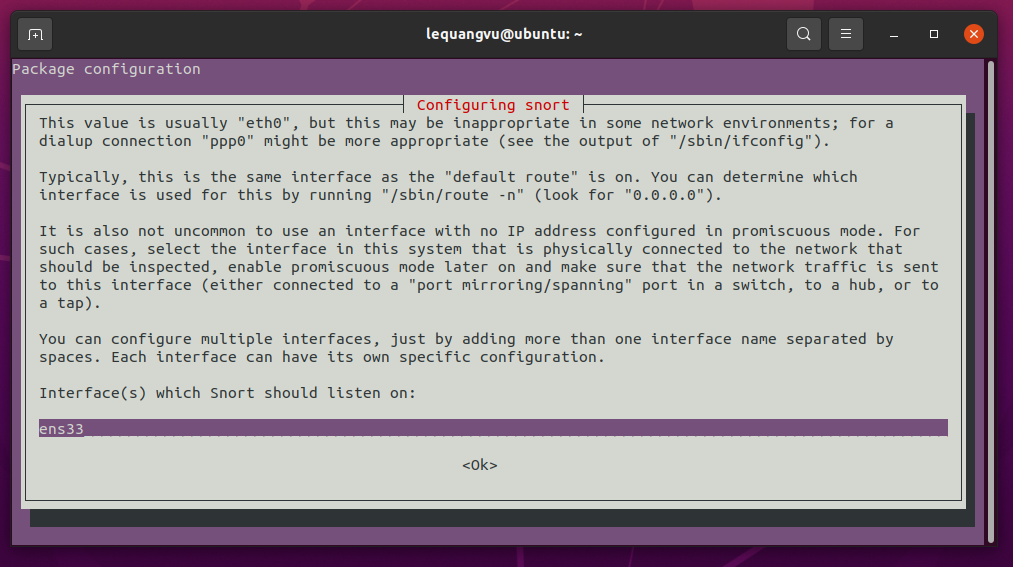 lequangvu@ubuntu: ~
Package configuration
Configuring snort
This value is usually "eth0", but this may be inappropriate in some network environments; for a
dialup connection "ppp0" might be more appropriate (see the output of "/sbin/ifconfig").
Typically, this is the same interface as the "default route" is on. You can determine which
interface is used for this by running "/sbin/route -n" (look for "0.0.0.0").
It is also not uncommon to use an interface with no IP address configured in promiscuous mode. For
such cases, select the interface in this system that is physically connected to the network that
should be inspected, enable promiscuous mode later on and make sure that the network traffic is sent
to this interface (either connected to a "port mirroring/spanning" port in a switch, to a hub, or to
a tap).
You can configure multiple interfaces, just by adding more than one interface name separated by
spaces. Each interface can have its own specific configuration.
Interface(s) which Snort should listen on:
ens33
<Ok>